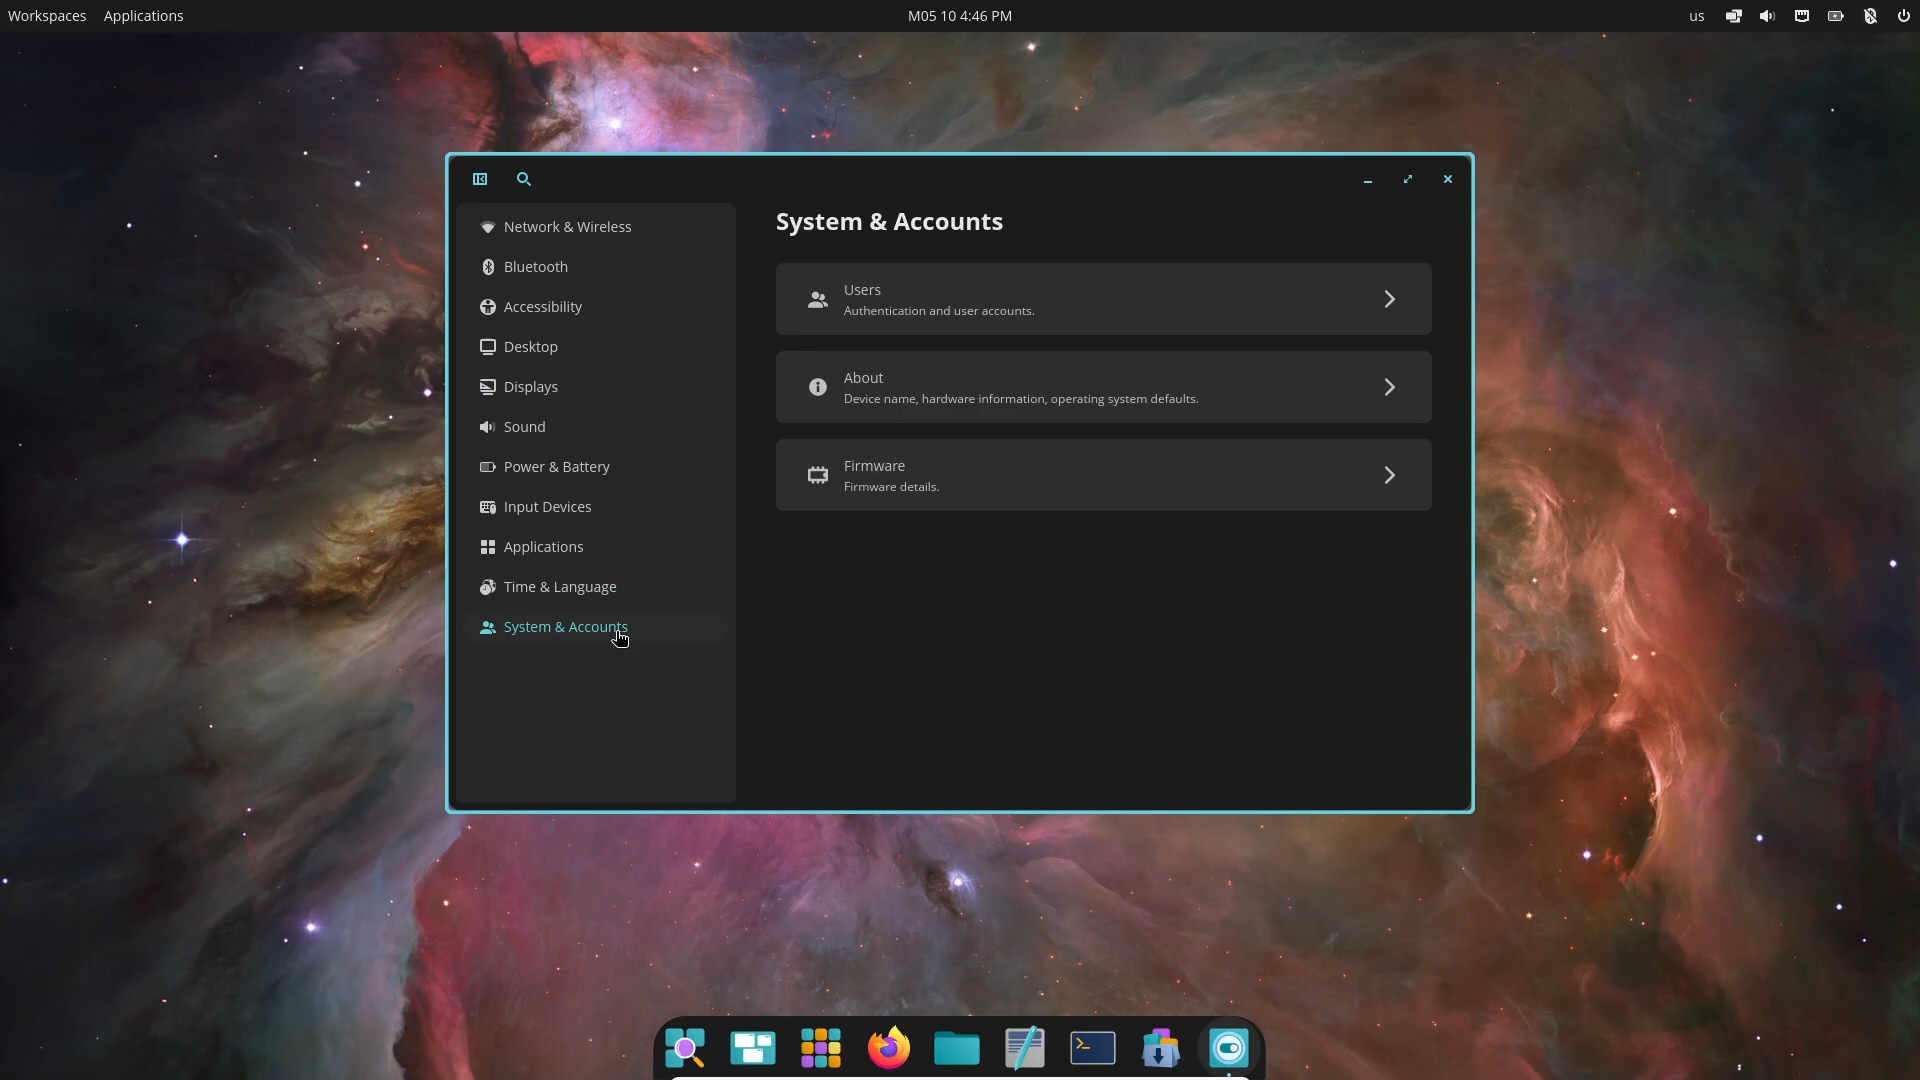 Workspaces Applications M05 10 4:46 PM us
System & Accounts
Network & Wireless
Bluetooth
Accessibility
Desktop
Displays
Sound
Power & Battery
Input Devices
Applications
Time & Language
System & Accounts
Users
Authentication and user accounts.
About
Device name, hardware information, operating system defaults.
Firmware
Firmware details.